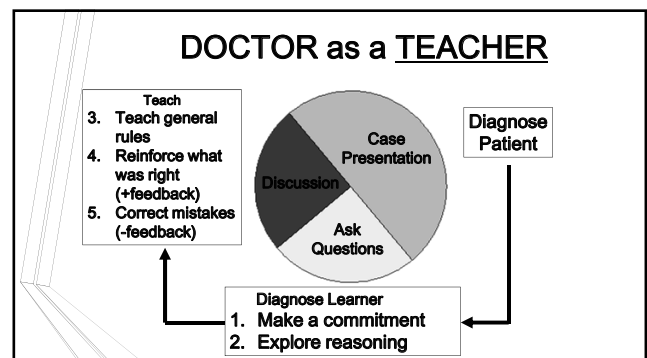 DOCTOR as a TEACHER
Teach
3. Teach general
rules
4. Reinforce what
was right
(+feedback)
5. Correct mistakes
(-feedback)
Case
Presentation
Discussion
Ask
Questions
Diagnose
Patient
Diagnose Learner
1. Make a commitment
2. Explore reasoning